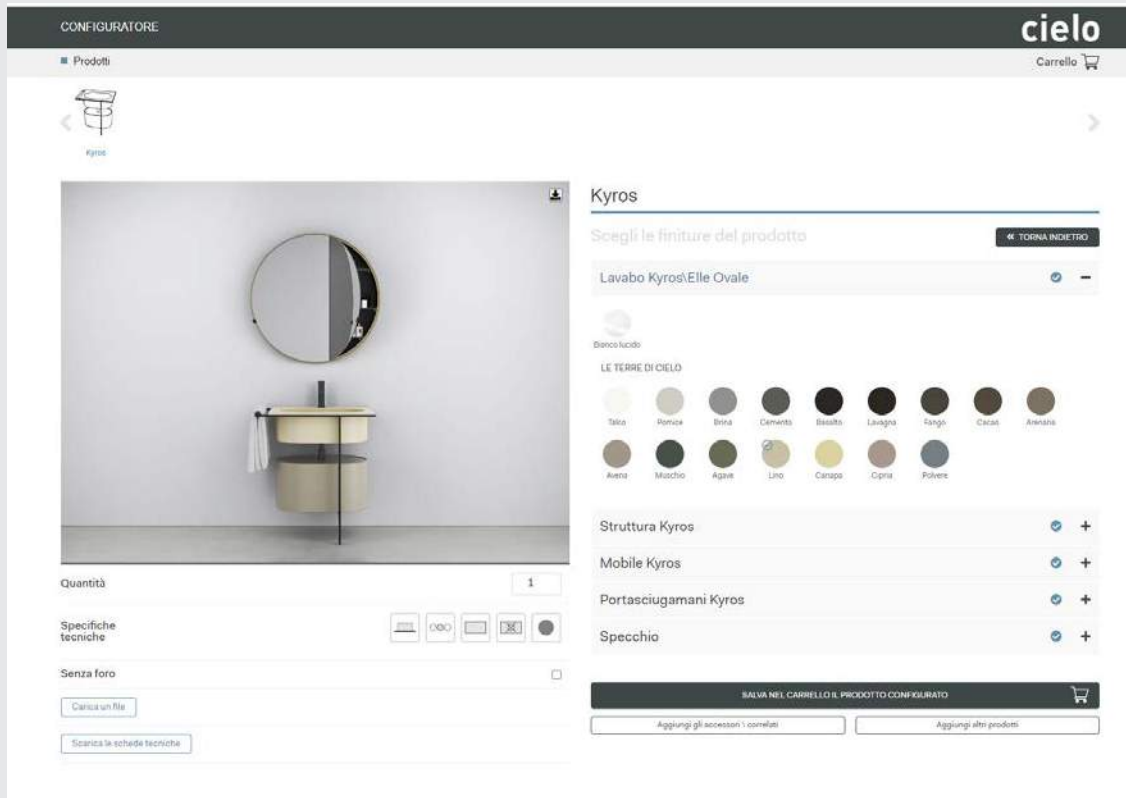 CONFIGURATORE
cielo
Prodotti
Carrello
Kyros
Kyros
Scegli le finiture del prodotto
« TORNA INDIETRO
Lavabo Kyros\Elle Ovale
Bianco lucido
LE TERRE DI CIELO
Talco Pomice Brina Cemento Basalto Lavagna Fango Cacao Arenaria
Avena Muschio Agave Lino Canapa Cipria Polvere
Struttura Kyros
Mobile Kyros
Portasciugamani Kyros
Specchio
Quantità 1
Specifiche
tecniche
Senza foro
Carica un file
Scarica le schede tecniche
SALVA NEL CARRELLO IL PRODOTTO CONFIGURATO
Aggiungi gli accessori \ correlati
Aggiungi altri prodotti